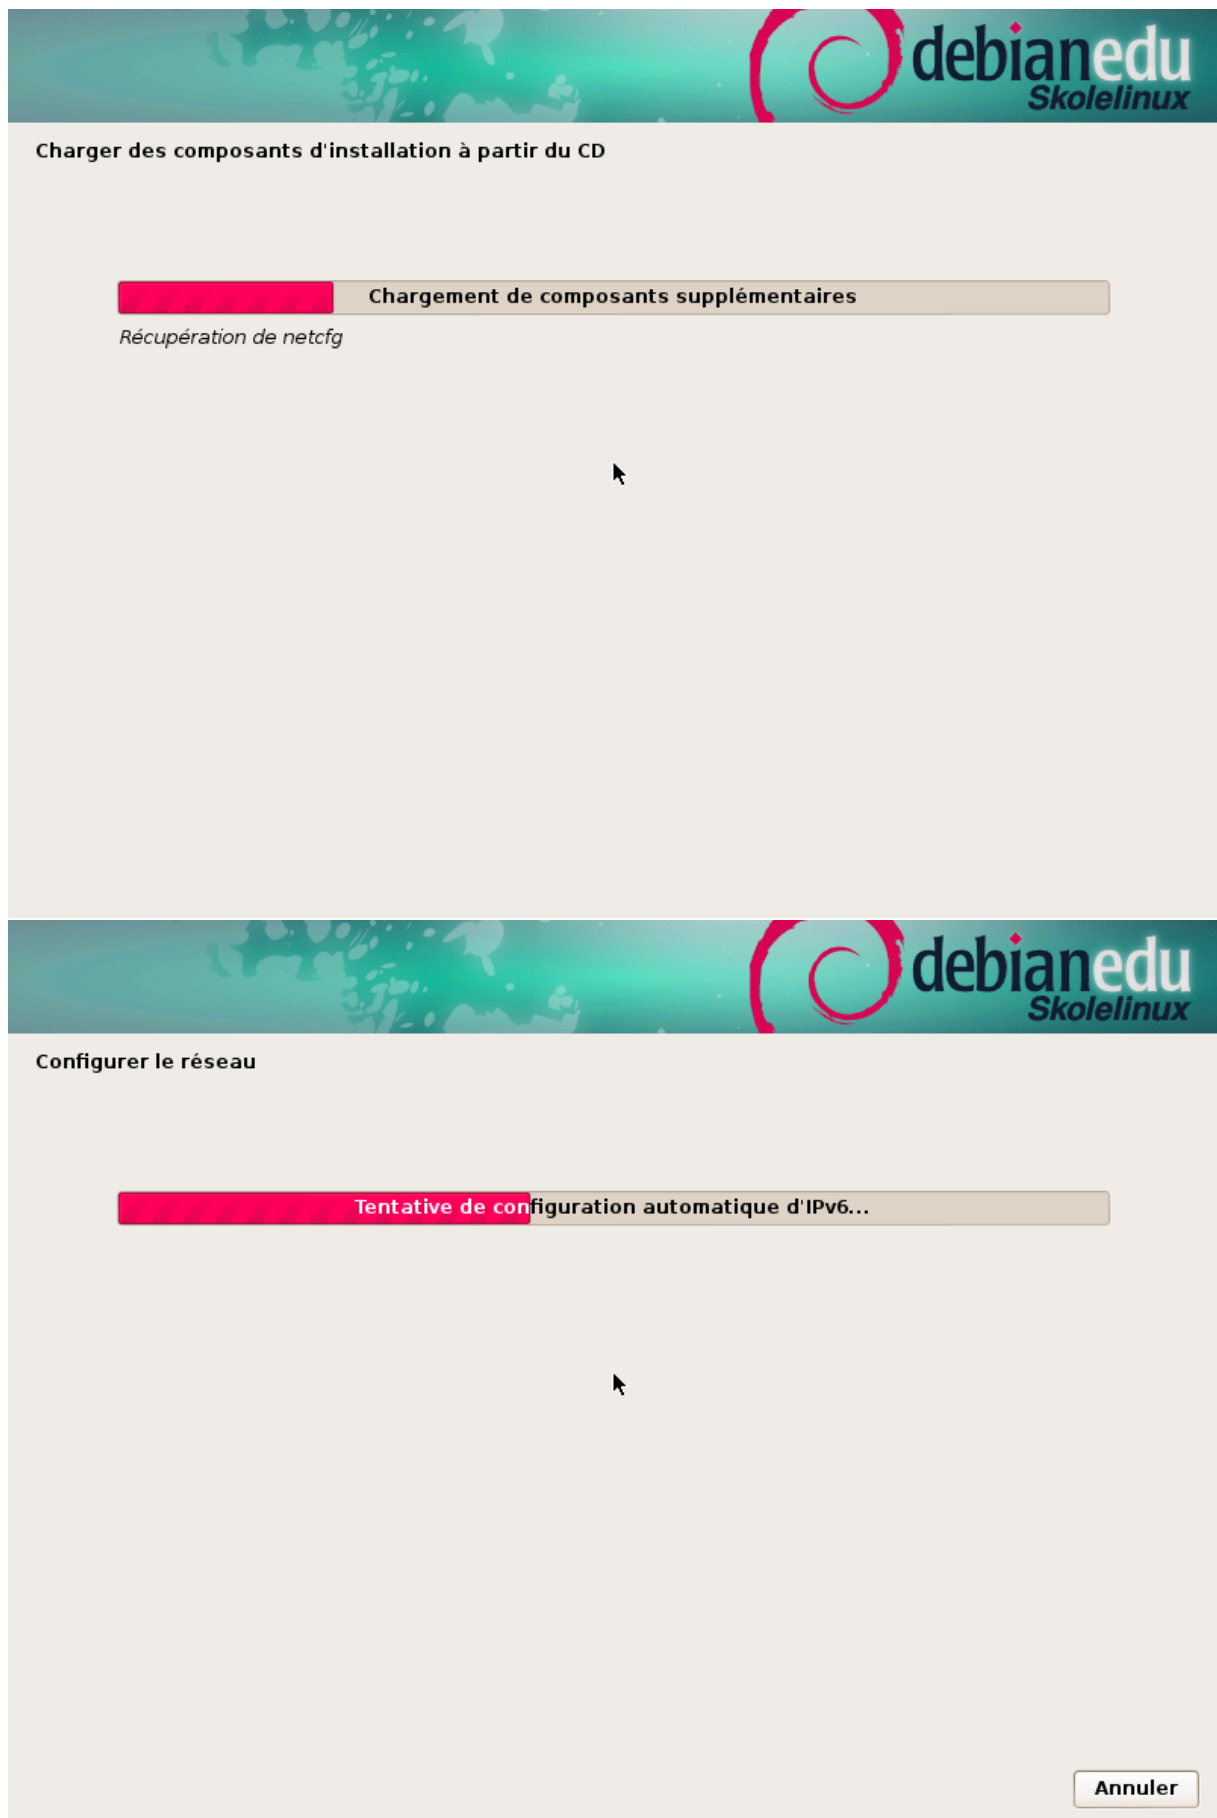 debianedu
Skolelinux
Charger des composants d'installation à partir du CD
Chargement de composants supplémentaires
Récupération de netcfg
debianedu
Skolelinux
Configurer le réseau
Tentative de configuration automatique d'IPv6...
Annuler